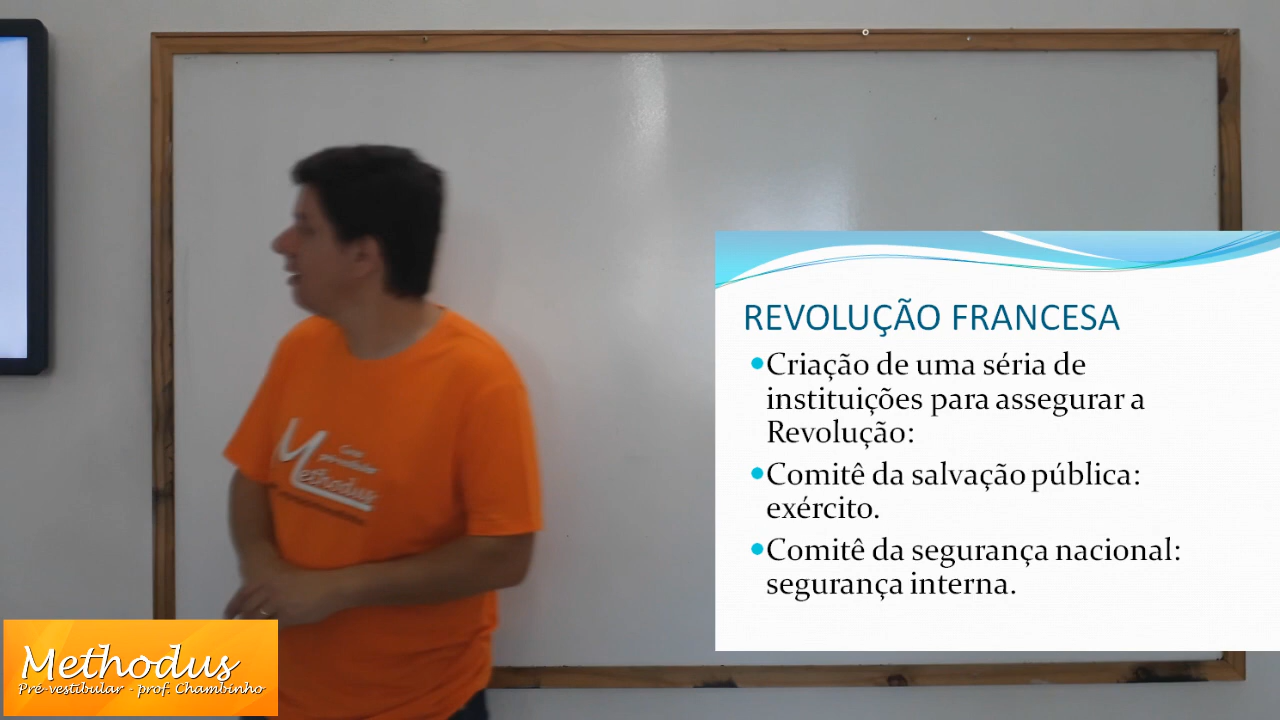 REVOLUÇÃO FRANCESA
Criação de uma séria de
instituições para assegurar a
Revolução:
Comitê da salvação pública:
exército.
Comitê da segurança nacional:
segurança interna.
Methodus
Methodus
Pré-vestibular - prof. Chambinho